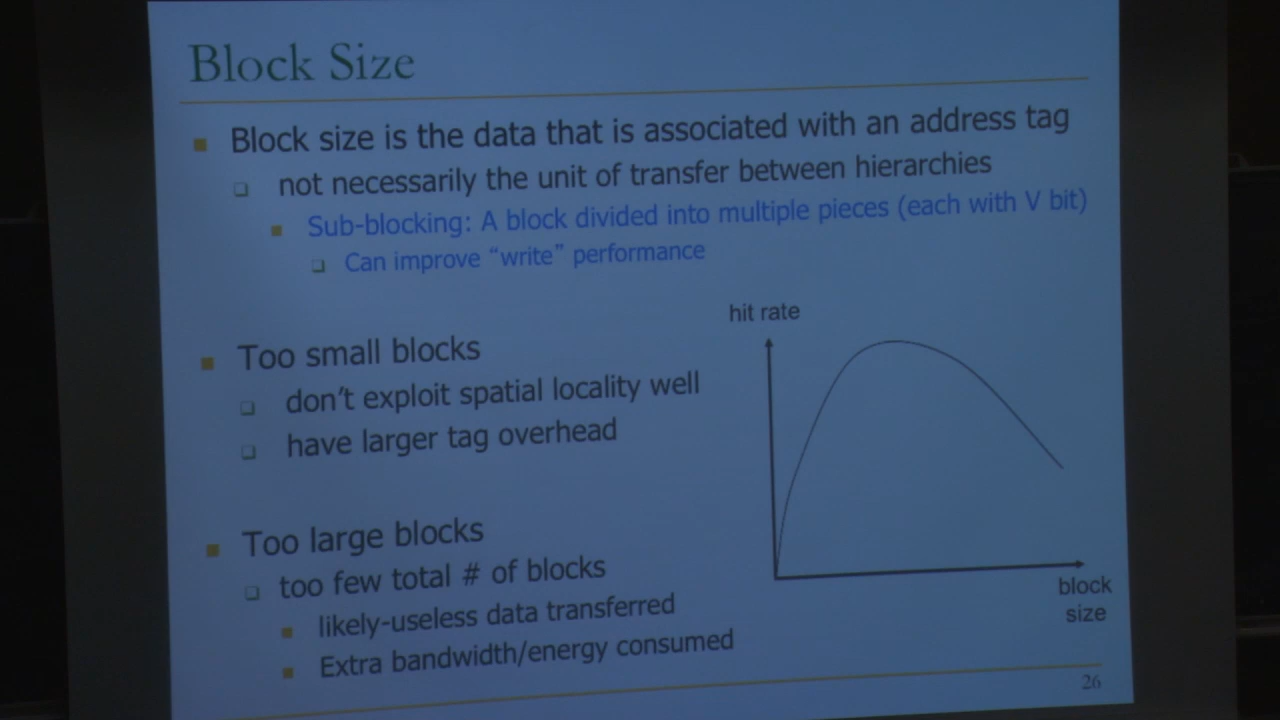 Block Size
Block size is the data that is associated with an address tag
not necessarily the unit of transfer between hierarchies
Sub-blocking: A block divided into multiple pieces (each with V bit)
Can improve “write” performance
hit rate
Too small blocks
don’t exploit spatial locality well
have larger tag overhead
Too large blocks
too few total # of blocks
likely-useless data transferred
Extra bandwidth/energy consumed
block
size
26